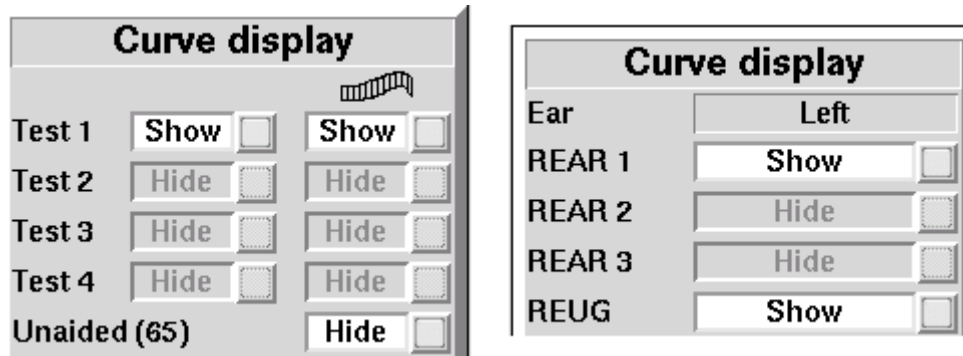 Curve display
Test 1 Show Show
Test 2 Hide Hide
Test 3 Hide Hide
Test 4 Hide Hide
Unaided (65) Hide
Curve display
Ear Left
REAR 1 Show
REAR 2 Hide
REAR 3 Hide
REUG Show